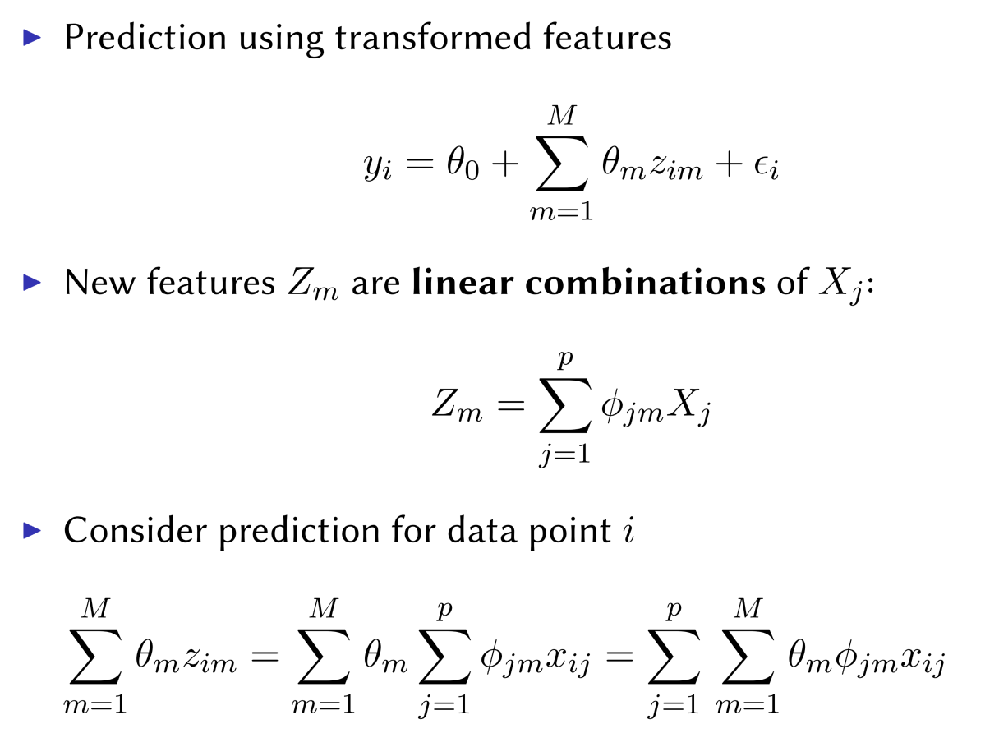 ▶ Prediction using transformed features
$y_i = \theta_0 + \sum_{m=1}^{M} \theta_m z_{im} + \epsilon_i$
▶ New features $Z_m$ are linear combinations of $X_j$:
$Z_m = \sum_{j=1}^{p} \phi_{jm} X_j$
▶ Consider prediction for data point $i$
$\sum_{m=1}^{M} \theta_m z_{im} = \sum_{m=1}^{M} \theta_m \sum_{j=1}^{p} \phi_{jm} x_{ij} = \sum_{j=1}^{p} \sum_{m=1}^{M} \theta_m \phi_{jm} x_{ij}$